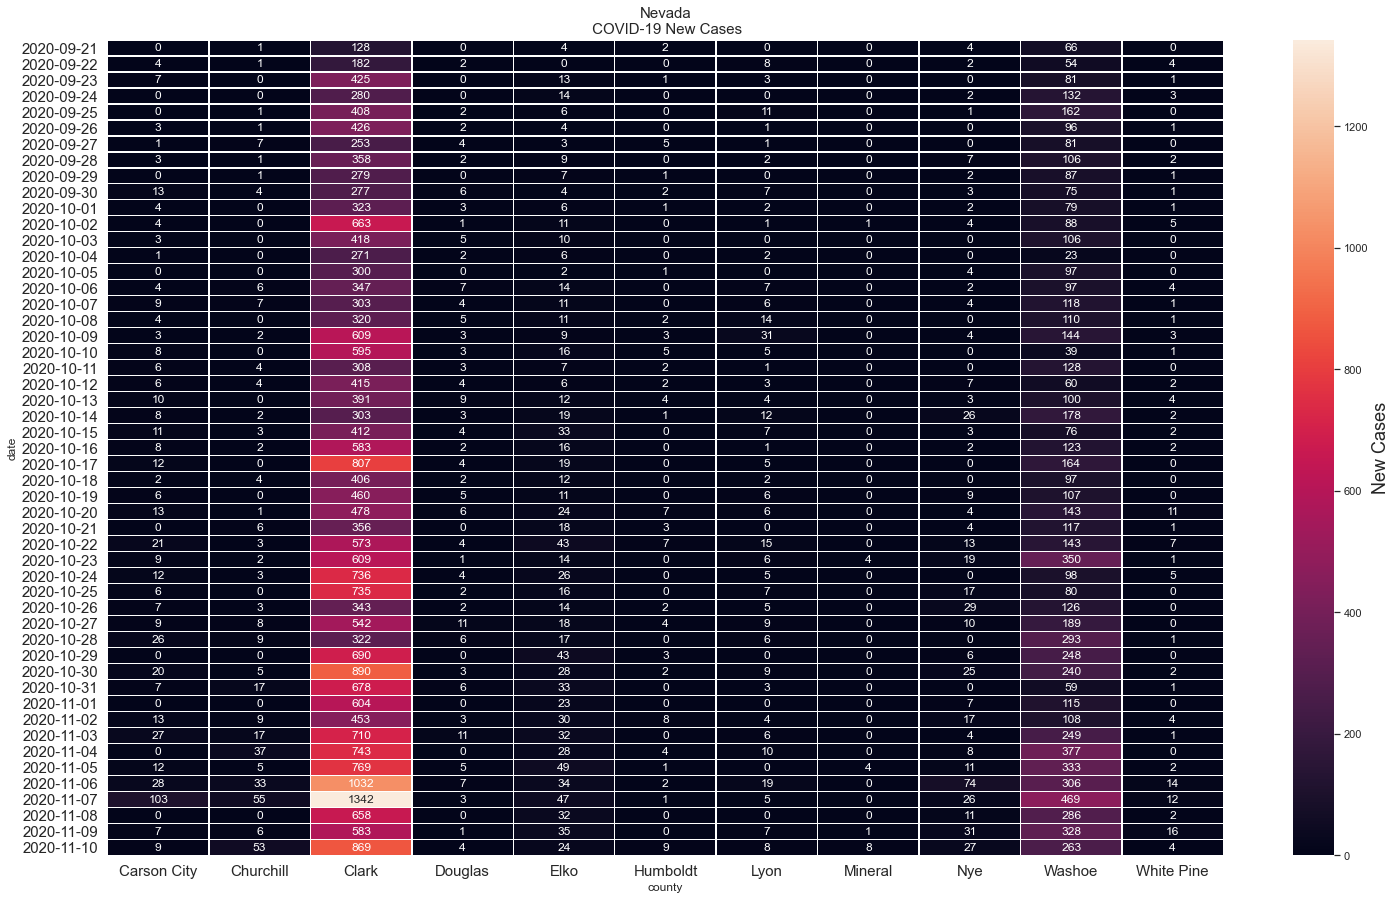 Nevada
COVID-19 New Cases
2020-09-21 0 1 128 0 4 2 0 0 4 66 0
2020-09-22 4 1 182 2 0 0 8 0 2 54 4
2020-09-23 7 0 425 0 13 1 3 0 2 81 1
2020-09-24 0 0 280 0 14 0 0 0 2 132 3
2020-09-25 0 1 408 2 6 0 11 0 1 162 0
2020-09-26 3 1 426 2 4 0 1 0 0 96 1
2020-09-27 1 7 253 4 3 5 1 0 0 81 0
2020-09-28 3 1 358 2 9 0 2 0 7 106 2
2020-09-29 0 1 279 0 7 1 0 0 2 87 1
2020-09-30 13 4 277 6 4 2 7 0 3 75 1
2020-10-01 4 0 323 3 6 1 2 0 2 79 1
2020-10-02 4 0 663 1 11 0 1 1 4 88 5
2020-10-03 3 0 418 5 10 0 0 0 0 106 0
2020-10-04 1 0 271 2 6 0 2 0 0 23 0
2020-10-05 0 0 300 0 2 1 0 0 4 97 0
2020-10-06 4 6 347 7 14 0 7 0 2 97 4
2020-10-07 9 7 303 4 11 0 6 0 4 118 1
2020-10-08 4 0 320 5 11 2 14 0 0 110 1
2020-10-09 3 2 609 3 9 3 31 0 4 144 3
2020-10-10 8 0 595 3 16 5 5 0 0 39 1
2020-10-11 6 4 308 3 7 2 1 0 0 128 0
2020-10-12 6 4 415 4 6 2 3 0 7 60 2
2020-10-13 10 0 391 9 12 4 4 0 3 100 4
2020-10-14 8 2 303 3 19 1 12 0 26 178 2
2020-10-15 11 3 412 4 33 0 7 0 3 76 2
2020-10-16 8 2 583 2 16 0 1 0 2 123 2
2020-10-17 12 0 807 4 19 0 5 0 0 164 0
2020-10-18 2 4 406 2 12 0 2 0 0 97 0
2020-10-19 6 0 460 5 11 0 6 0 9 107 0
2020-10-20 13 1 478 6 24 7 6 0 4 143 11
2020-10-21 0 6 356 0 18 3 0 0 4 117 1
2020-10-22 21 3 573 4 43 7 15 0 13 143 7
2020-10-23 9 2 609 1 14 0 6 4 19 350 1
2020-10-24 12 3 736 4 26 0 5 0 0 98 5
2020-10-25 6 0 735 2 16 0 7 0 17 80 0
2020-10-26 7 3 343 2 14 2 5 0 29 126 0
2020-10-27 9 8 542 11 18 4 9 0 10 189 0
2020-10-28 26 9 322 6 17 0 6 0 0 293 1
2020-10-29 0 0 690 0 43 3 0 0 6 248 0
2020-10-30 20 5 890 3 28 2 9 0 25 240 2
2020-10-31 7 17 678 6 33 0 3 0 0 59 1
2020-11-01 0 0 604 0 23 0 0 0 7 115 0
2020-11-02 13 9 453 3 30 8 4 0 17 108 4
2020-11-03 27 17 710 11 32 0 6 0 4 249 1
2020-11-04 0 37 743 0 28 4 10 0 8 377 0
2020-11-05 12 5 769 5 49 1 0 4 11 333 2
2020-11-06 28 33 1032 7 34 2 19 0 74 306 14
2020-11-07 103 55 1342 3 47 1 5 0 26 469 12
2020-11-08 0 0 658 0 32 0 0 0 11 286 2
2020-11-09 7 6 583 1 35 0 7 1 31 328 16
2020-11-10 9 53 869 4 24 9 8 8 27 263 4
Carson City Churchill Clark Douglas Elko Humboldt Lyon Mineral Nye Washoe White Pine
county
date
1200
1000
800
600
400
200
0
New Cases